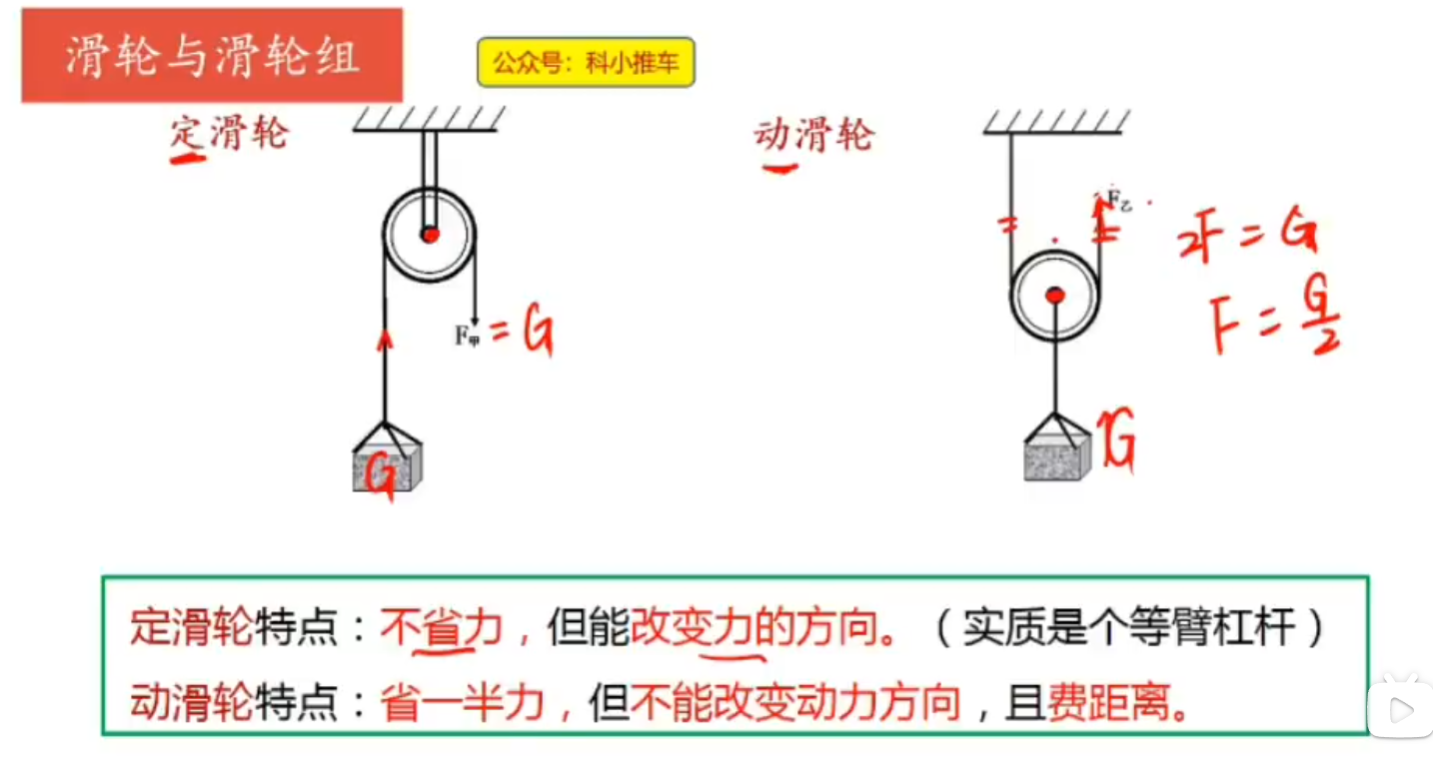 滑轮与滑轮组
公众号：科小推车
定滑轮
动滑轮
F甲 = G
G
F乙
2F = G
F = G/2
G
定滑轮特点：不省力，但能改变力的方向。（实质是个等臂杠杆）
动滑轮特点：省一半力，但不能改变动力方向，且费距离。